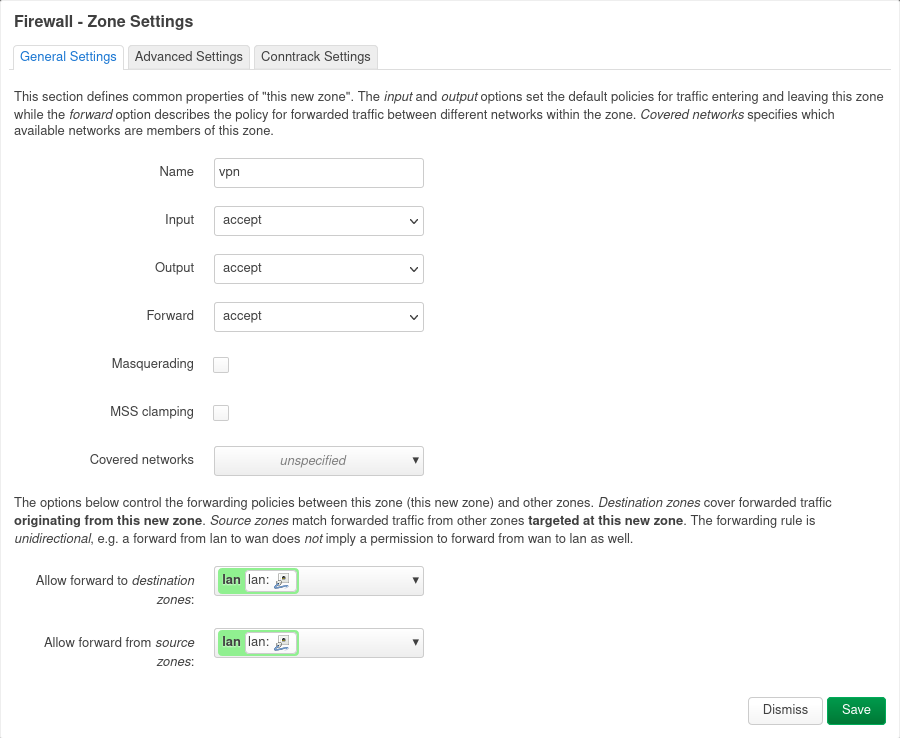 Firewall - Zone Settings
General Settings Advanced Settings Conntrack Settings
This section defines common properties of "this new zone". The input and output options set the default policies for traffic entering and leaving this zone
while the forward option describes the policy for forwarded traffic between different networks within the zone. Covered networks specifies which
available networks are members of this zone.
Name vpn
Input accept
Output accept
Forward accept
Masquerading
MSS clamping
Covered networks unspecified
The options below control the forwarding policies between this zone (this new zone) and other zones. Destination zones cover forwarded traffic
originating from this new zone. Source zones match forwarded traffic from other zones targeted at this new zone. The forwarding rule is
unidirectional, e.g. a forward from lan to wan does not imply a permission to forward from wan to lan as well.
Allow forward to destination lan lan:
zones:
Allow forward from source lan lan:
zones:
Dismiss Save